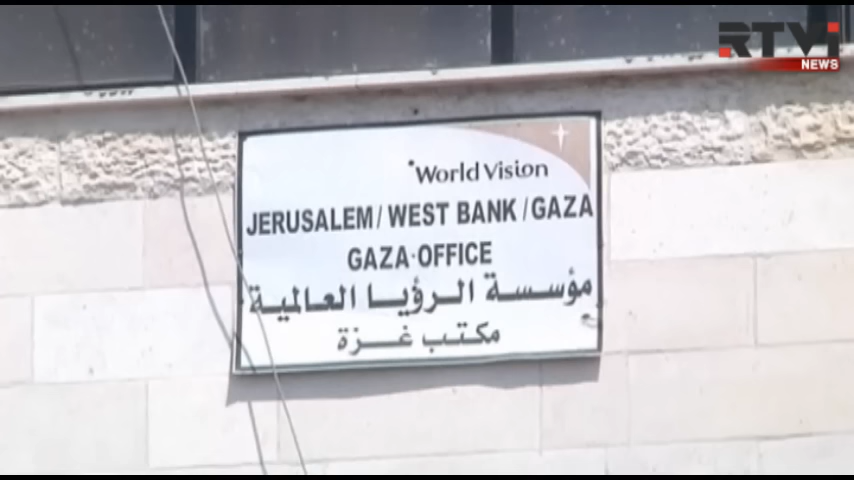 RTVi
NEWS
World Vision
JERUSALEM/ WEST BANK /GAZA
GAZA·OFFICE
مؤسسة الرؤيا العالمية
مكتب غزة